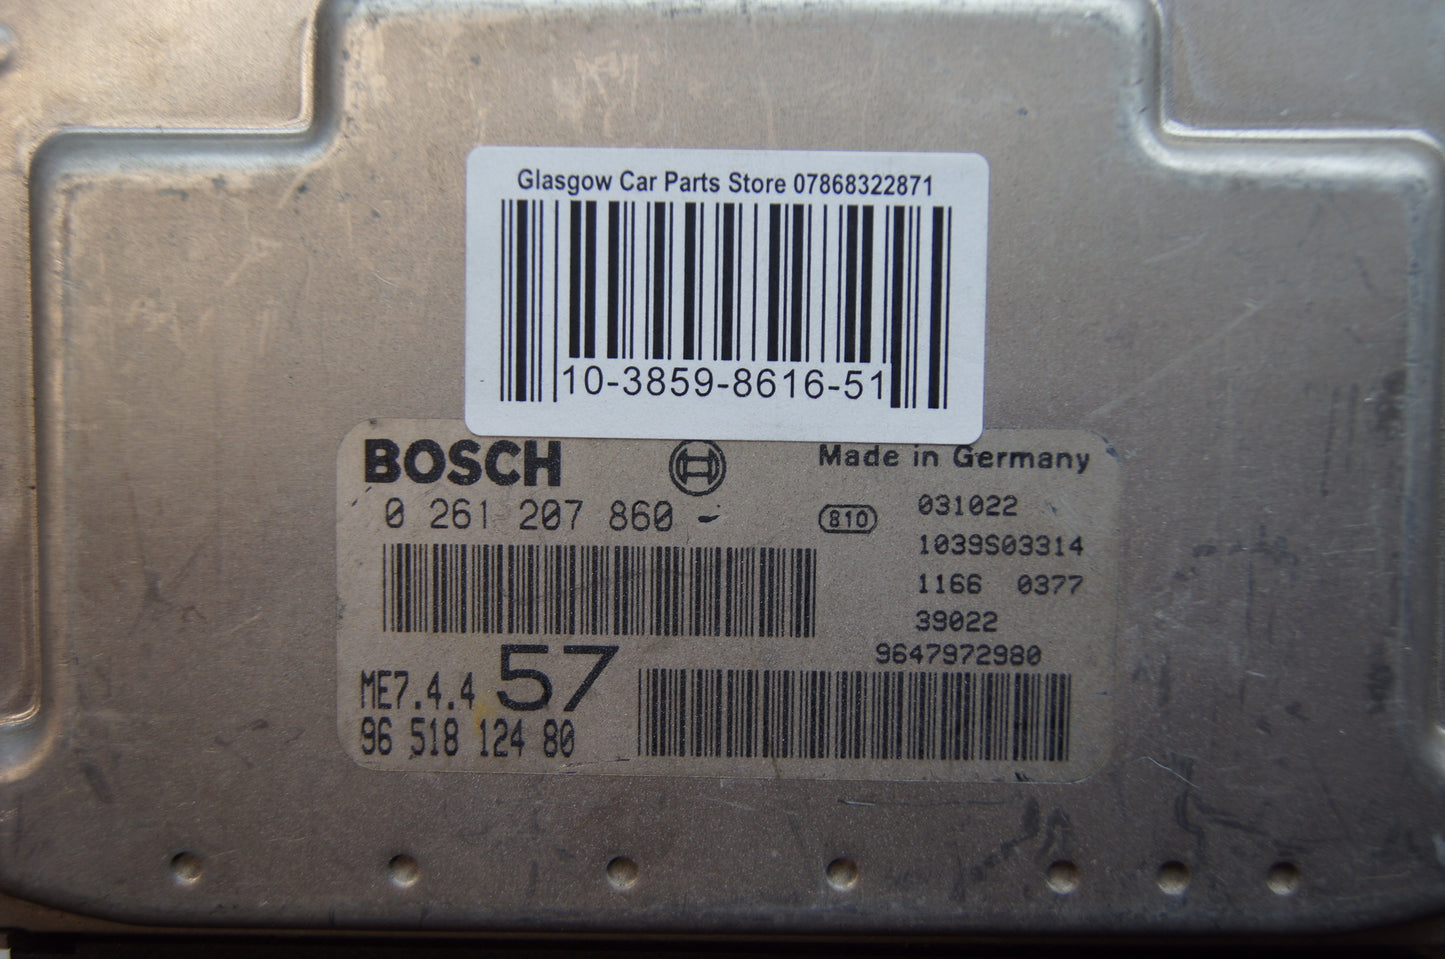 Glasgow Car Parts Store 07868322871
10-3859-8616-51
BOSCH
Made in Germany
0 261 207 860 -
810
031022
1039S03314
1166 0377
39022
9647972980
ME7.4.4 57
96 518 124 80